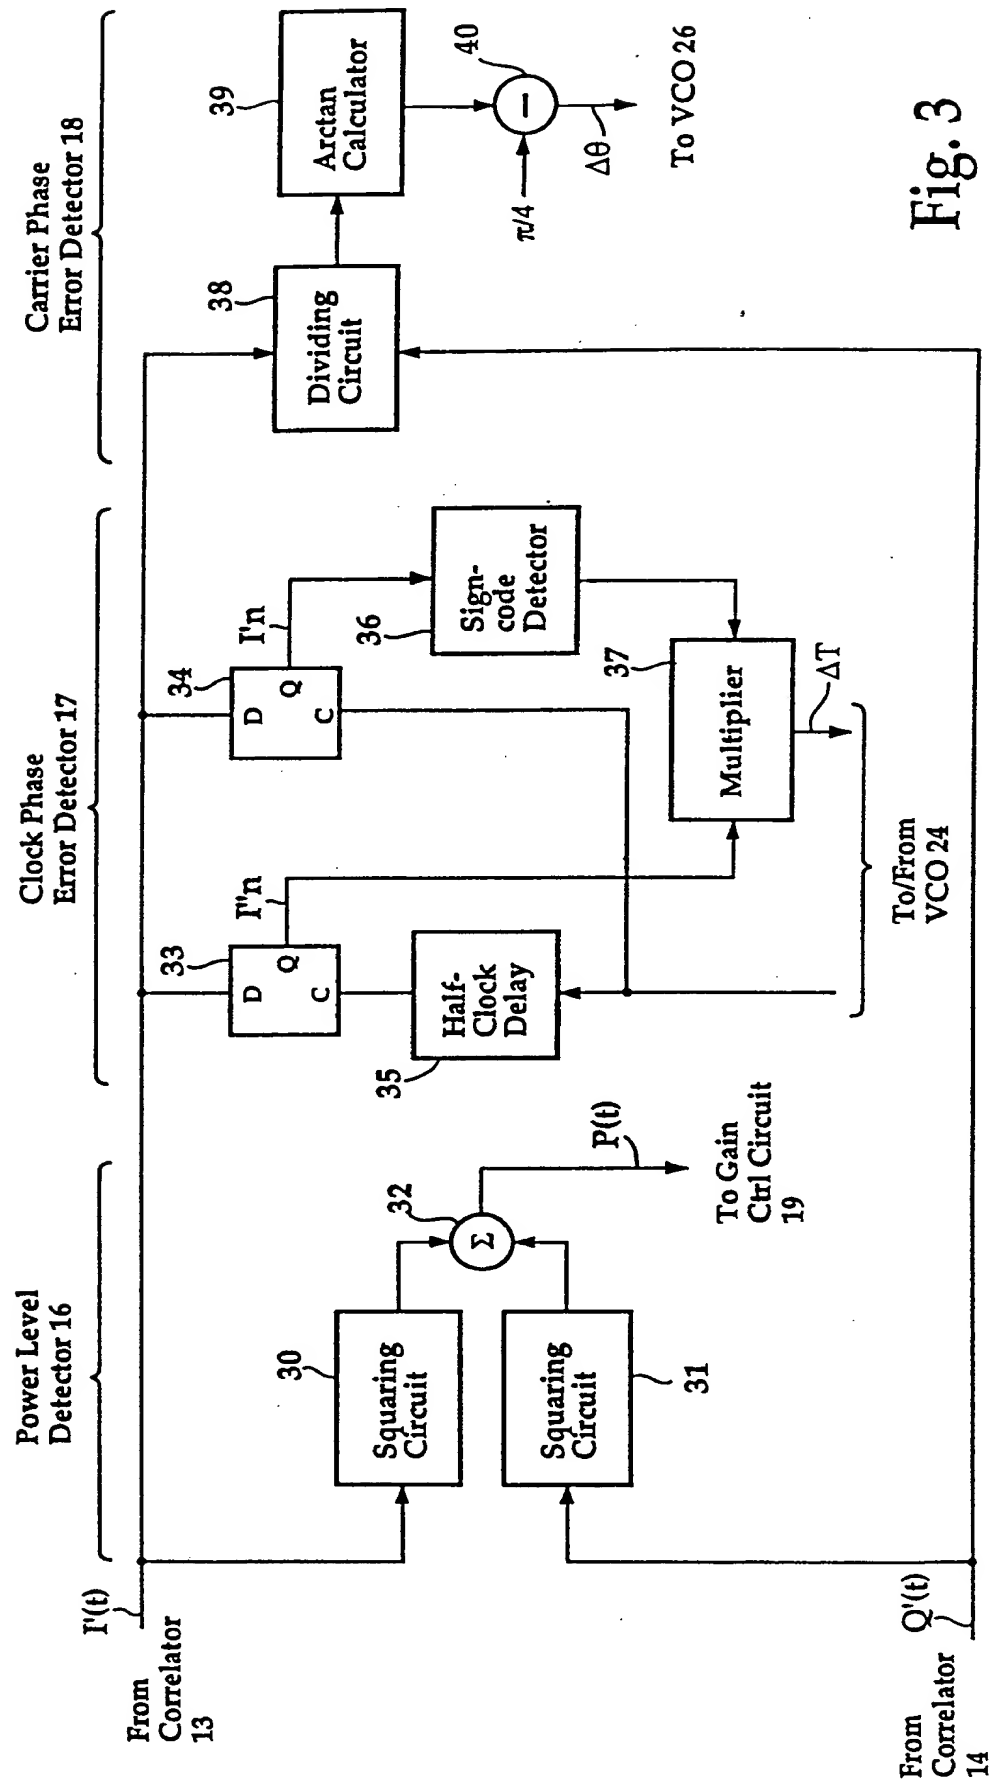 Power Level
Detector 16
Clock Phase
Error Detector 17
Carrier Phase
Error Detector 18
I'(t)
From
Correlator
13
30
Squaring
Circuit
Squaring
Circuit
31
32
Σ
P(t)
To Gain
Ctrl Circuit
19
33
D
Q
C
I"n
35
Half-
Clock
Delay
34
D
Q
C
I'n
36
Sign-
code
Detector
37
Multiplier
ΔT
To/From
VCO 24
38
Dividing
Circuit
39
Arctan
Calculator
40
−
π/4
Δθ
To VCO 26
Q'(t)
From
Correlator
14
Fig. 3